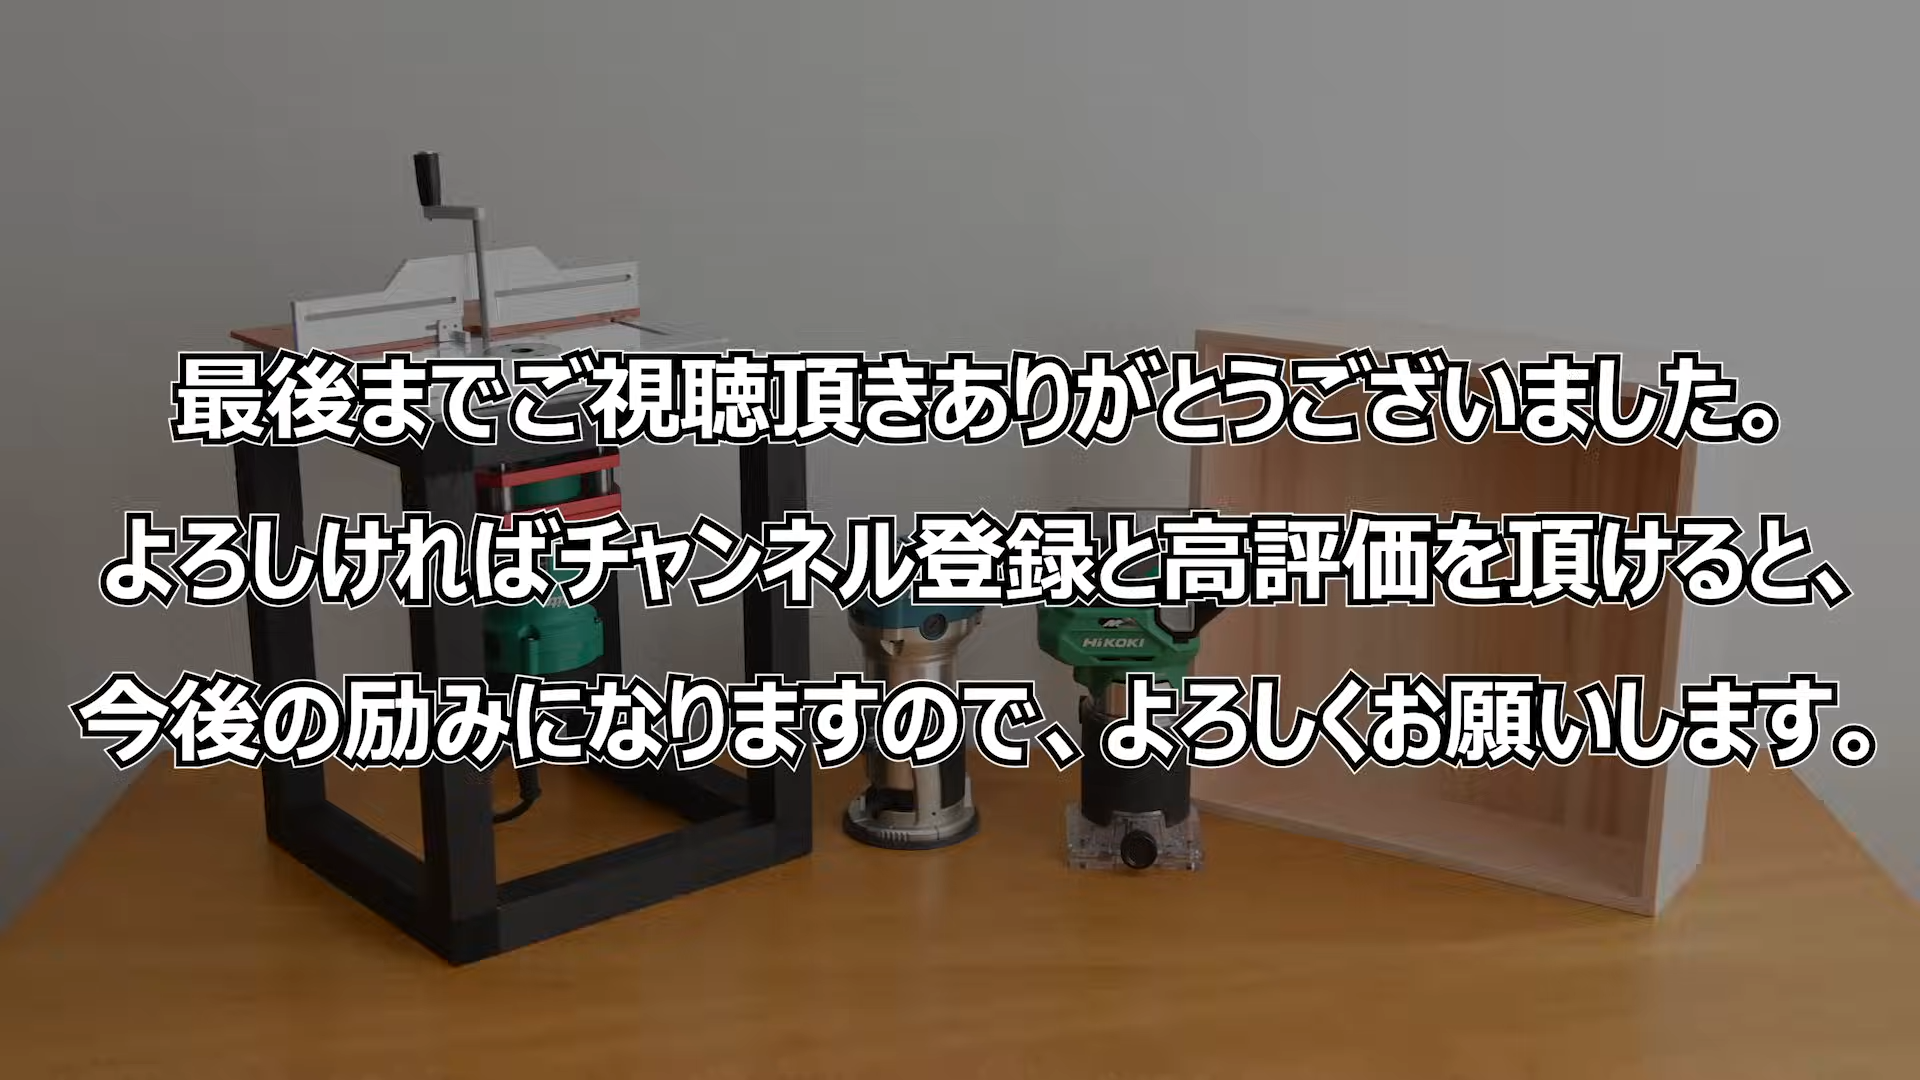 最後までご視聴頂きありがとうございました。
よろしければチャンネル登録と高評価を頂けると、
今後の励みになりますので、よろしくお願いします。
HiKOKI